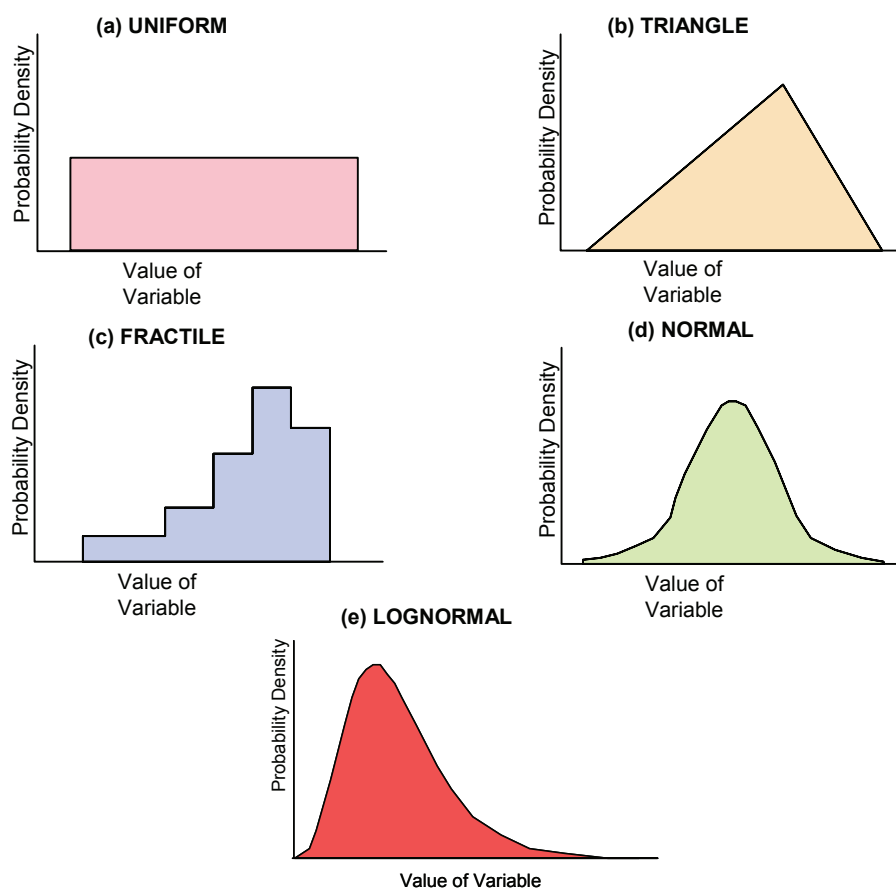 (a) UNIFORM
Probability Density
Value of
Variable
(b) TRIANGLE
Probability Density
Value of
Variable
(c) FRACTILE
Probability Density
Value of
Variable
(d) NORMAL
Probability Density
Value of
Variable
(e) LOGNORMAL
Probability Density
Value of Variable